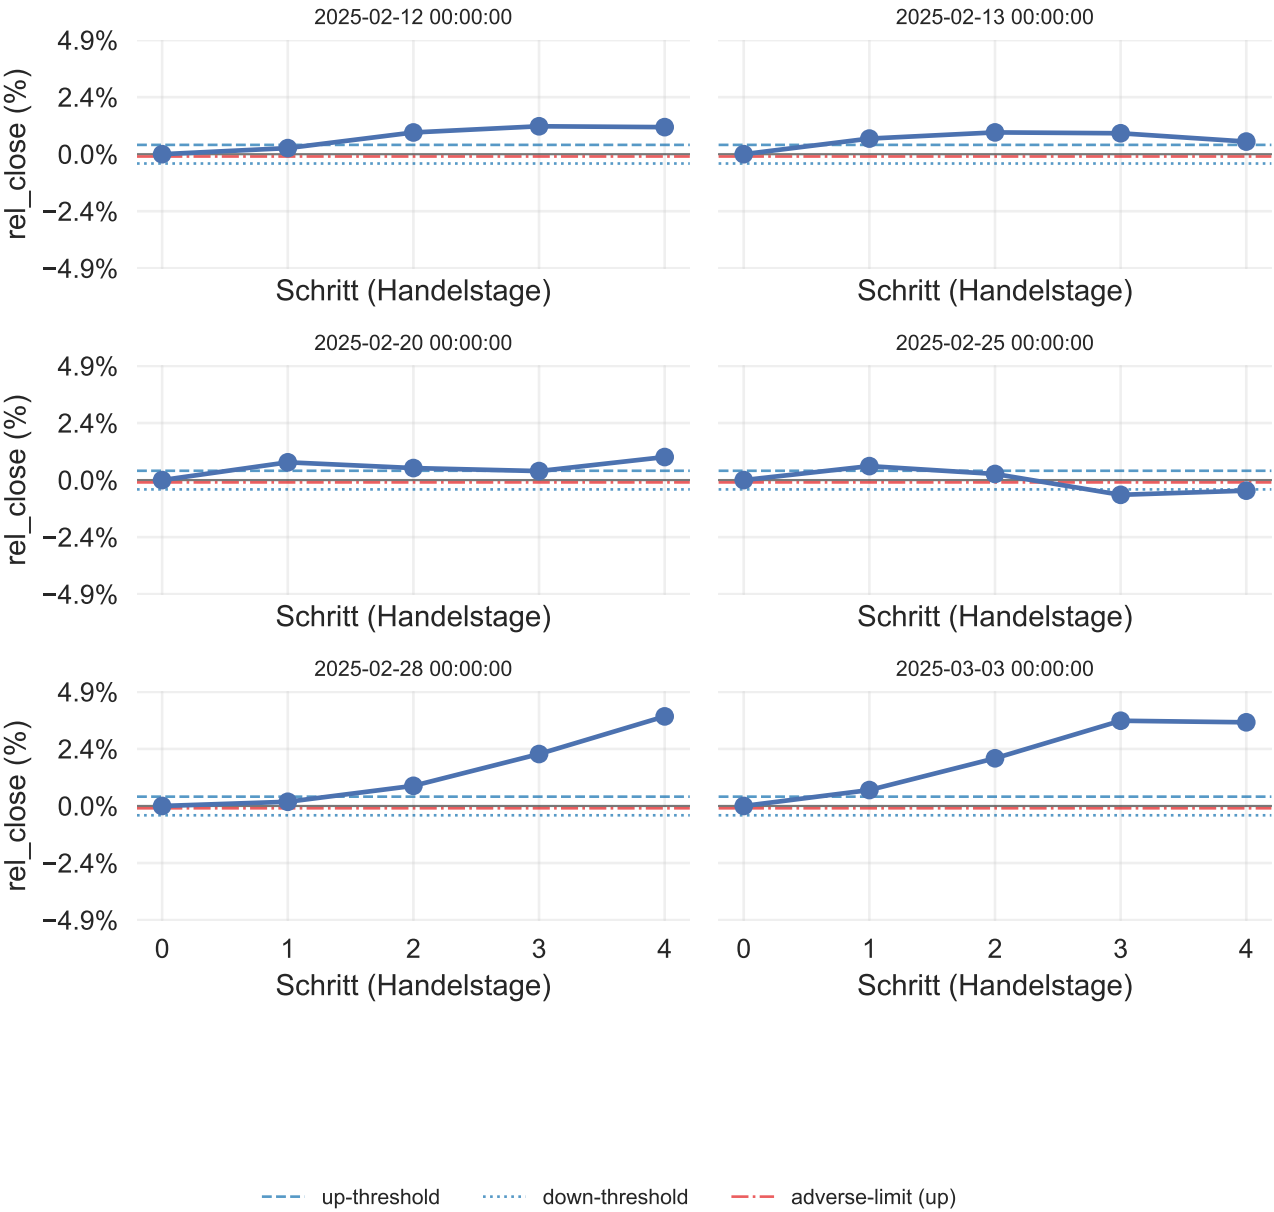 2025-02-12 00:00:00
2025-02-13 00:00:00
4.9%
2.4%
0.0%
−2.4%
−4.9%
rel_close (%)
Schritt (Handelstage)
Schritt (Handelstage)
2025-02-20 00:00:00
2025-02-25 00:00:00
4.9%
2.4%
0.0%
−2.4%
−4.9%
rel_close (%)
Schritt (Handelstage)
Schritt (Handelstage)
2025-02-28 00:00:00
2025-03-03 00:00:00
4.9%
2.4%
0.0%
−2.4%
−4.9%
rel_close (%)
0 1 2 3 4
0 1 2 3 4
Schritt (Handelstage)
Schritt (Handelstage)
up-threshold down-threshold adverse-limit (up)